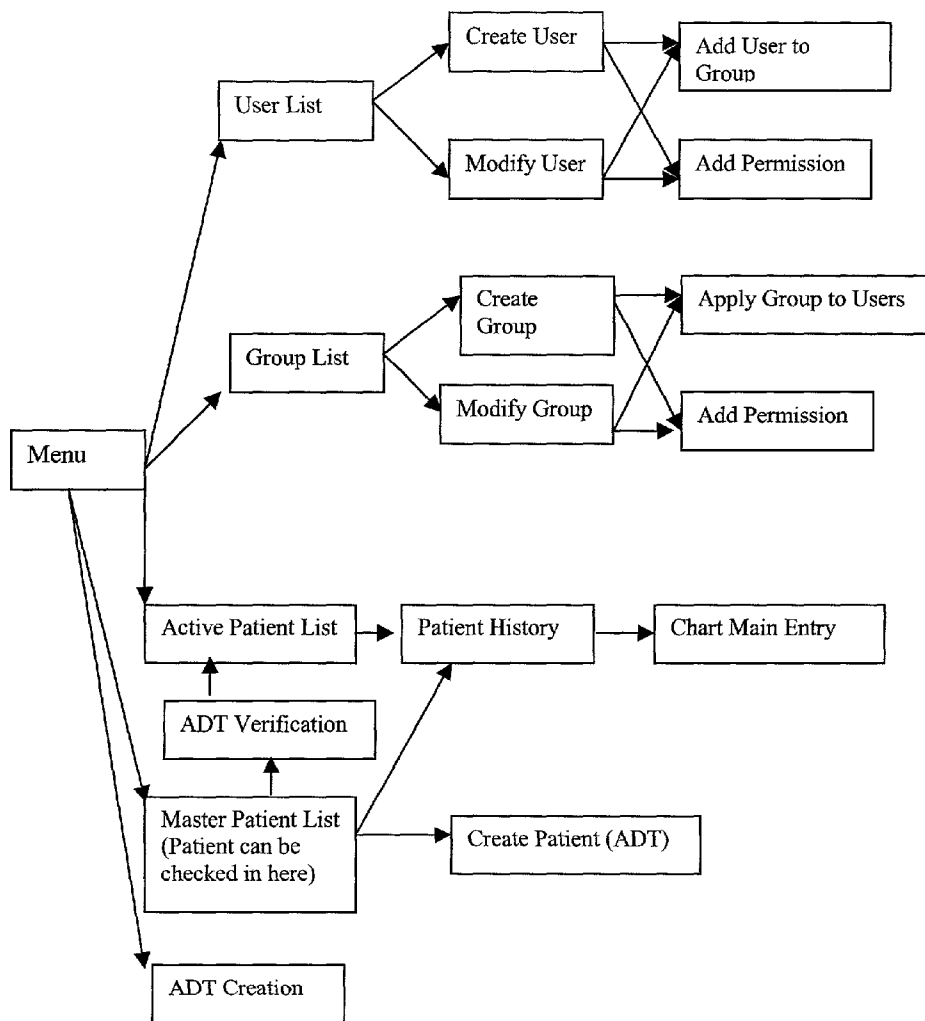 Create User
Add User to
Group
User List
Modify User
Add Permission
Create
Group
Apply Group to Users
Group List
Modify Group
Add Permission
Menu
Active Patient List
Patient History
Chart Main Entry
ADT Verification
Master Patient List
(Patient can be
checked in here)
Create Patient (ADT)
ADT Creation